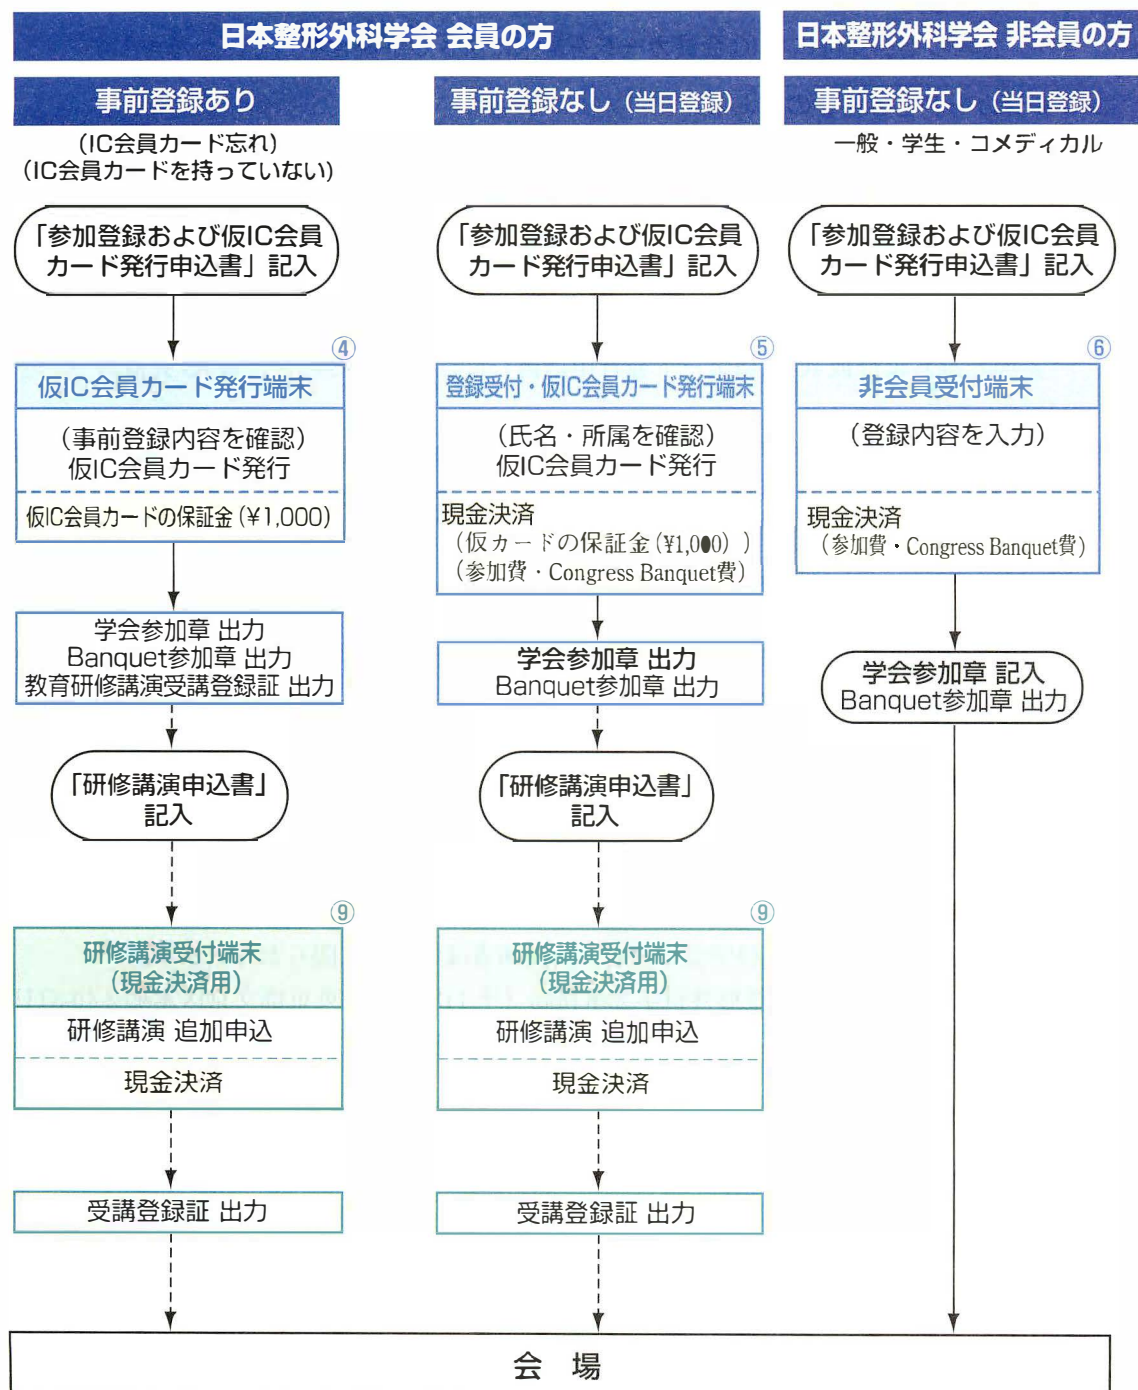 日本整形外科学会 会員の方
日本整形外科学会 非会員の方
事前登録あり
事前登録なし（当日登録）
事前登録なし（当日登録）
(IC会員カード忘れ)
(IC会員カードを持っていない)
一般・学生・コメディカル
「参加登録および仮IC会員
カード発行申込書」記入
④
仮IC会員カード発行端末
（事前登録内容を確認）
仮IC会員カード発行
仮IC会員カードの保証金(¥1,000)
学会参加章 出力
Banquet参加章 出力
教育研修講演受講登録証 出力
「研修講演申込書」
記入
⑨
研修講演受付端末
（現金決済用）
研修講演 追加申込
現金決済
受講登録証 出力
「参加登録および仮IC会員
カード発行申込書」記入
⑤
登録受付・仮IC会員カード発行端末
（氏名・所属を確認）
仮IC会員カード発行
現金決済
（仮カードの保証金(¥1,000)）
（参加費・Congress Banquet費）
学会参加章 出力
Banquet参加章 出力
「研修講演申込書」
記入
⑨
研修講演受付端末
（現金決済用）
研修講演 追加申込
現金決済
受講登録証 出力
「参加登録および仮IC会員
カード発行申込書」記入
⑥
非会員受付端末
（登録内容を入力）
現金決済
（参加費・Congress Banquet費）
学会参加章 記入
Banquet参加章 出力
会 場